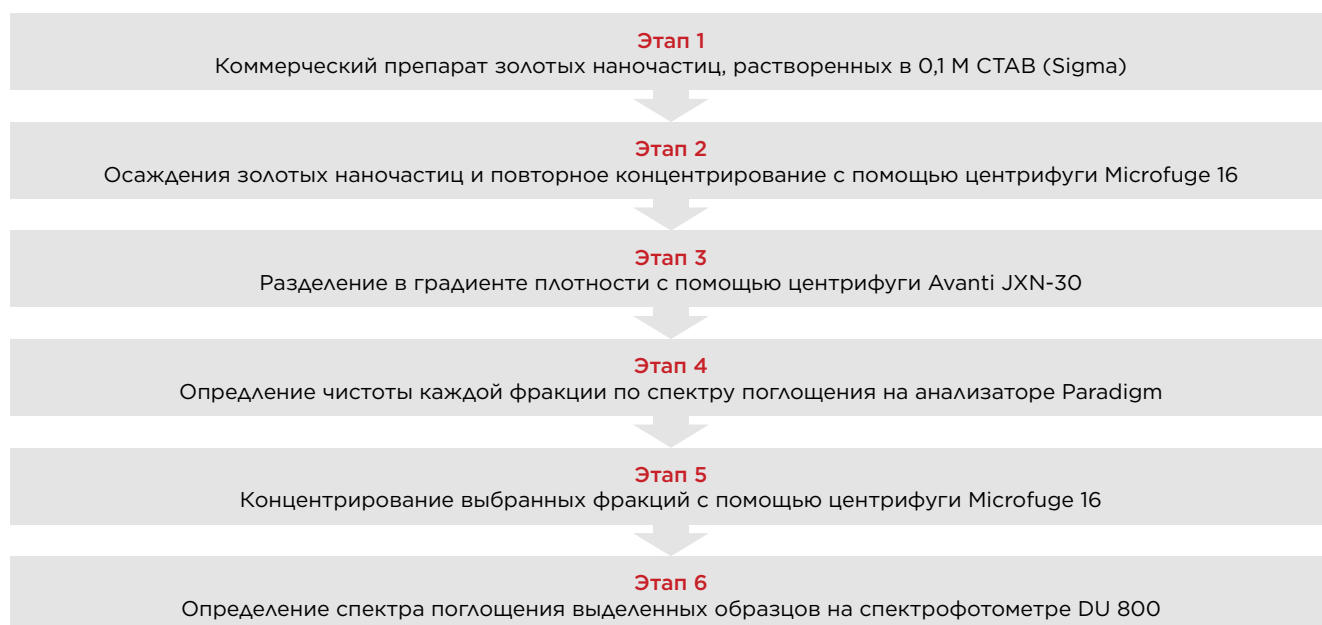 Этап 1
Коммерческий препарат золотых наночастиц, растворенных в 0,1 М СТАВ (Sigma)
Этап 2
Осаждения золотых наночастиц и повторное концентрирование с помощью центрифуги Microfuge 16
Этап 3
Разделение в градиенте плотности с помощью центрифуги Avanti JXN-30
Этап 4
Опредление чистоты каждой фракции по спектру поглощения на анализаторе Paradigm
Этап 5
Концентрирование выбранных фракций с помощью центрифуги Microfuge 16
Этап 6
Определение спектра поглощения выделенных образцов на спектрофотометре DU 800